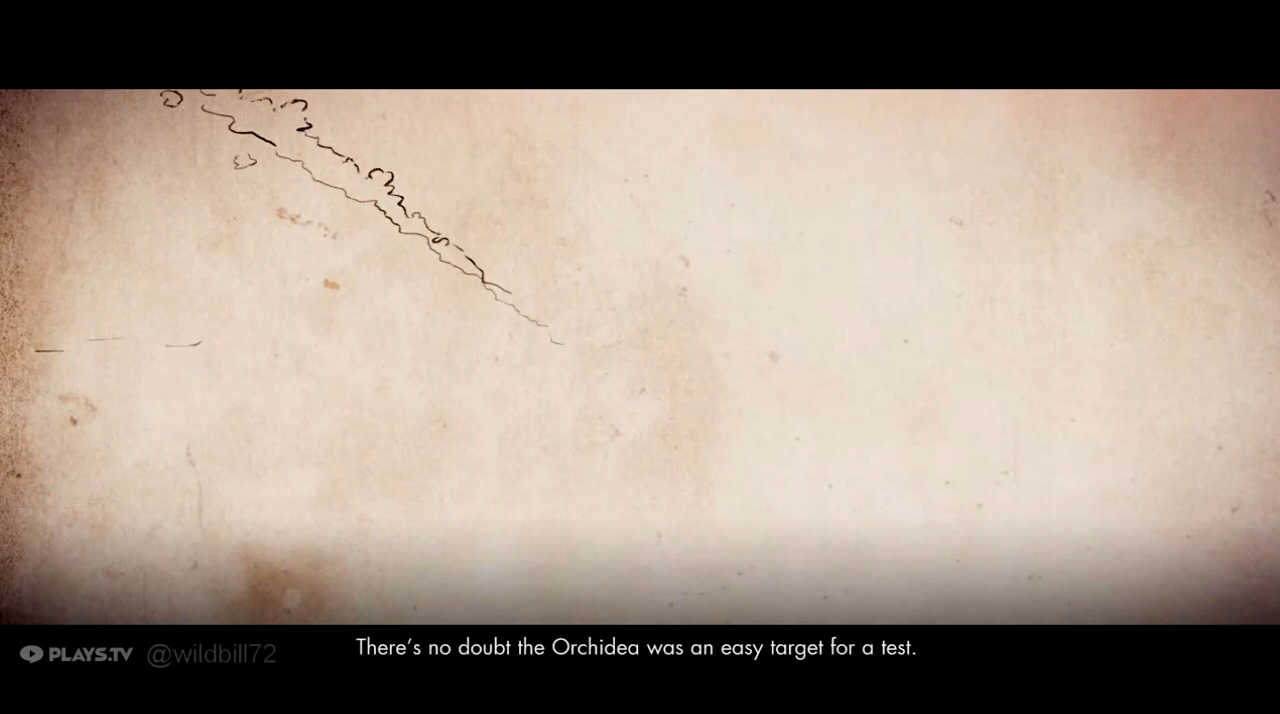 There's no doubt the Orchidea was an easy target for a test.
PLAYS.TV @wildbill72